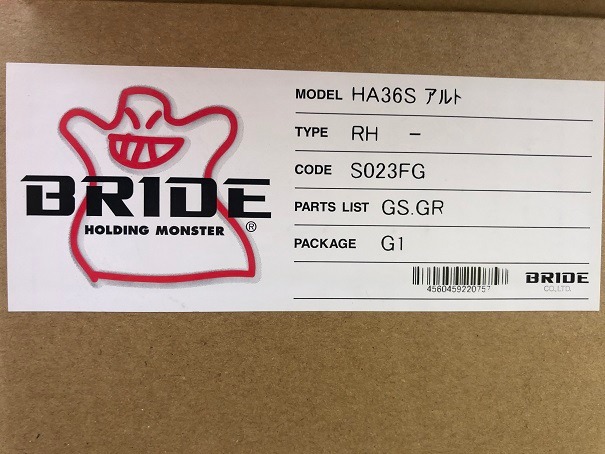 BRIDE
HOLDING MONSTER
®
MODEL HA36S アルト
TYPE RH -
CODE S023FG
PARTS LIST GS.GR
PACKAGE G1
4560459220757
BRIDE
CO.,LTD.